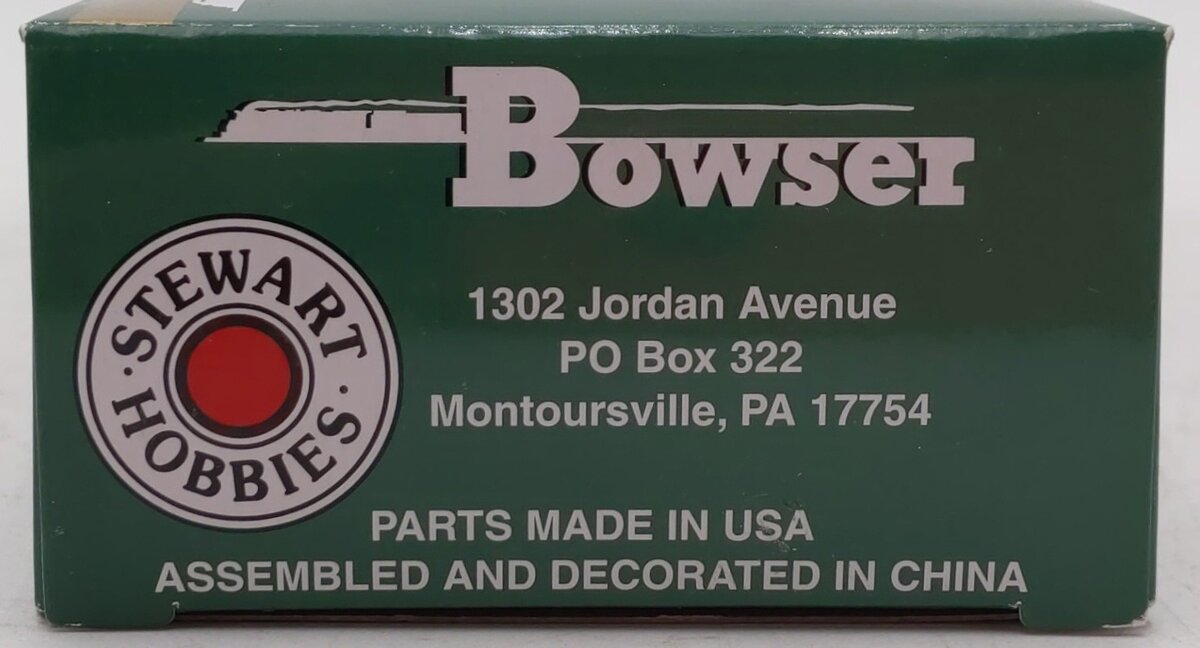 Bowser
STEWART
HOBBIES
1302 Jordan Avenue
PO Box 322
Montoursville, PA 17754
PARTS MADE IN USA
ASSEMBLED AND DECORATED IN CHINA